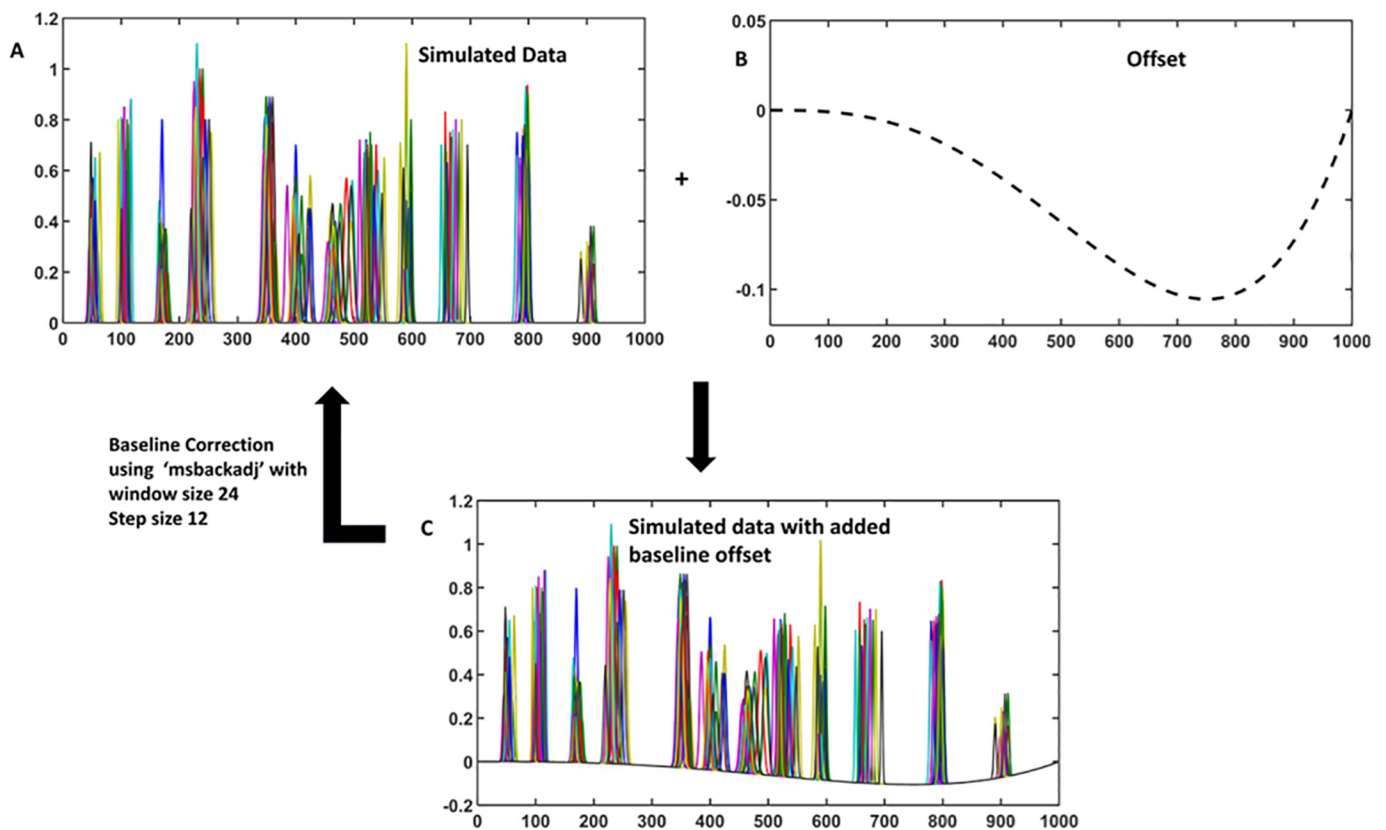 A
Simulated Data
1.2
1
0.8
0.6
0.4
0.2
0
0 100 200 300 400 500 600 700 800 900 1000
+
B
Offset
0.05
0
-0.05
-0.1
0 100 200 300 400 500 600 700 800 900 1000
Baseline Correction
using 'msbackadj' with
window size 24
Step size 12
C
Simulated data with added
baseline offset
1.2
1
0.8
0.6
0.4
0.2
0
-0.2
0 100 200 300 400 500 600 700 800 900 1000